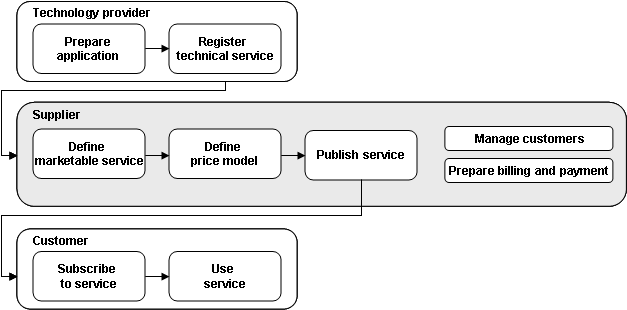 Technology provider
Prepare
application
Register
technical service
Supplier
Define
marketable service
Define
price model
Publish service
Manage customers
Prepare billing and payment
Customer
Subscribe
to service
Use
service